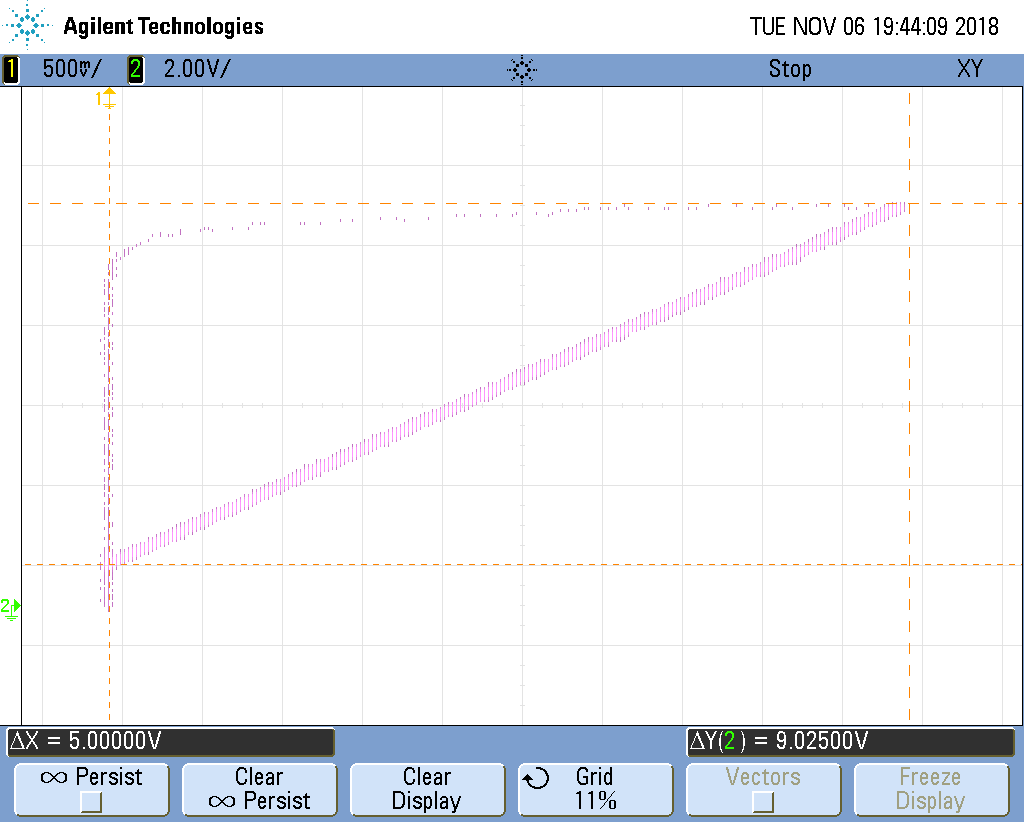 Agilent Technologies
TUE NOV 06 19:44:09 2018
1 500mV/ 2 2.00V/ Stop XY
1
2
ΔX = 5.00000V
ΔY(2) = 9.02500V
∞ Persist
Clear
∞ Persist
Clear
Display
Grid
11%
Vectors
Freeze
Display